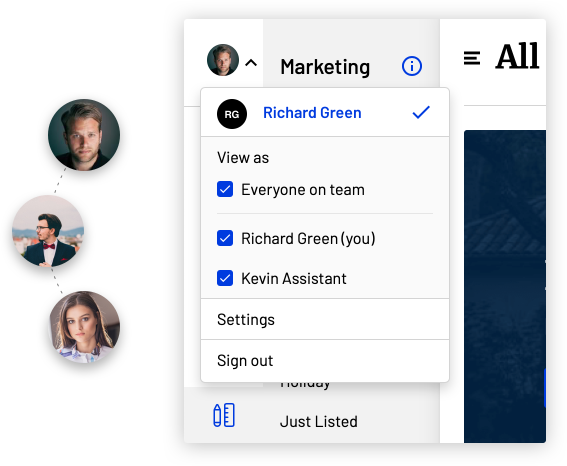 Marketing
All
RG
Richard Green
View as
Everyone on team
Richard Green (you)
Kevin Assistant
Settings
Sign out
Holiday
Just Listed